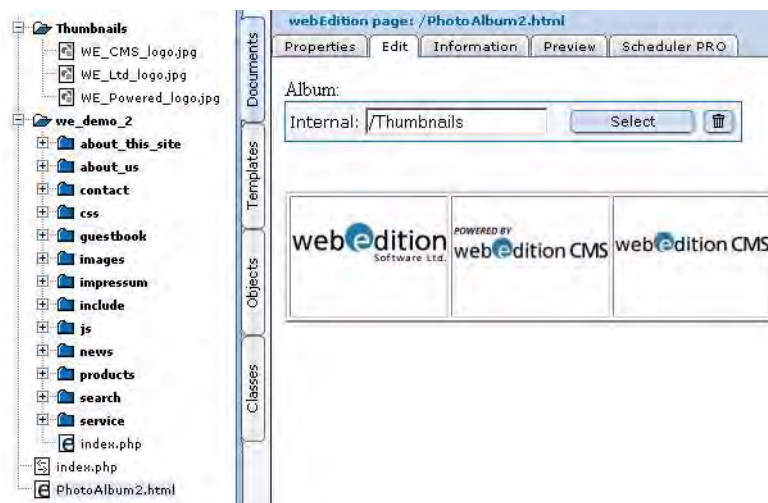 Thumbnails
WE_CMS_logo.jpg
WE_Ltd_logo.jpg
WE_Powered_logo.jpg
we_demo_2
about_this_site
about_us
contact
css
guestbook
images
impressum
include
js
news
products
search
service
index.php
index.php
PhotoAlbum2.html
Documents
Templates
Objects
Classes
webEdition page: /PhotoAlbum2.html
Properties Edit Information Preview Scheduler PRO
Album:
Internal: /Thumbnails Select
webedition
Software Ltd.
POWERED BY
webedition CMS
webedition CMS